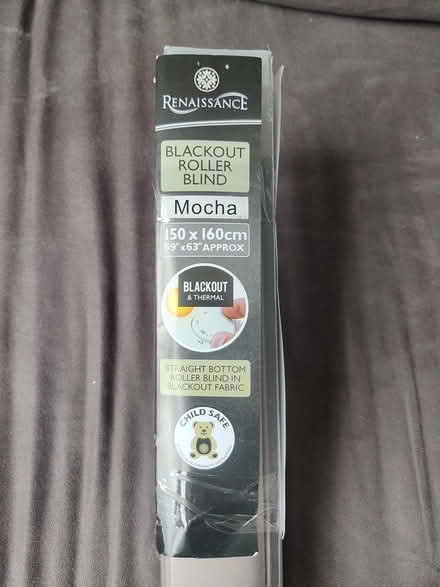 RENAISSANCE
BLACKOUT
ROLLER
BLIND
Mocha
150 x 160cm
59"x63"APPROX
BLACKOUT
& THERMAL
STRAIGHT BOTTOM
ROLLER BLIND IN
BLACKOUT FABRIC
CHILD SAFE